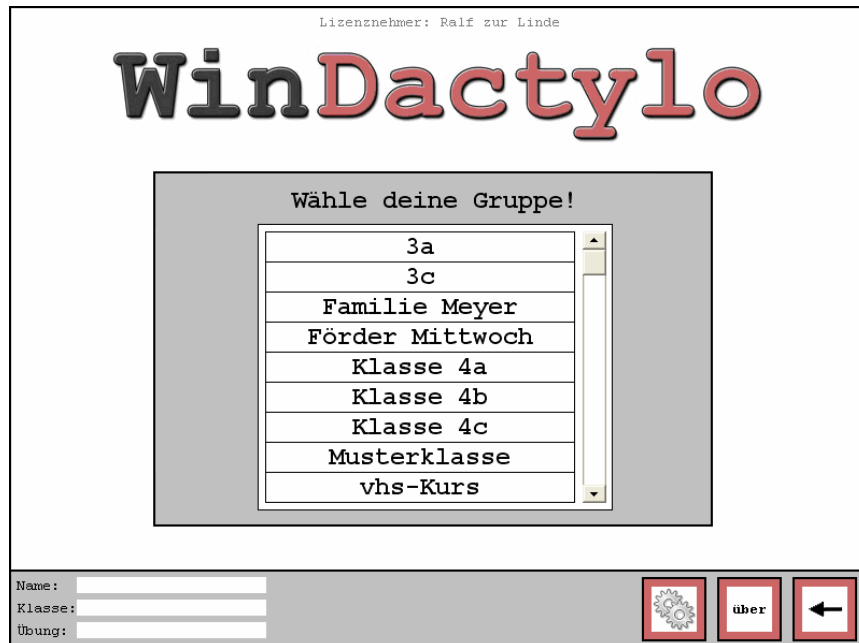 Lizenznehmer: Ralf zur Linde
WinDactylo
Wähle deine Gruppe!
3a
3c
Familie Meyer
Förder Mittwoch
Klasse 4a
Klasse 4b
Klasse 4c
Musterklasse
vhs-Kurs
Name:
Klasse:
Übung:
über